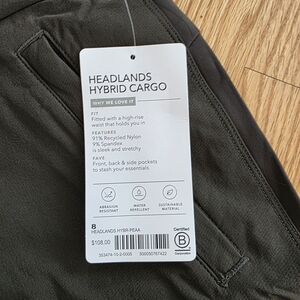 HEADLANDS
HYBRID CARGO
WHY WE LOVE IT
FIT
Fitted with a high-rise
waist that holds you in
FEATURES
91% Recycled Nylon
9% Spandex
is sleek and stretchy
FAVE
Front, back & side pockets
to stash your essentials
ABRASION
RESISTANT
WATER
REPELLENT
SUSTAINABLE
MATERIAL
8
HEADLANDS HYBR-PEAA
$108.00
Certified
B
Corporation